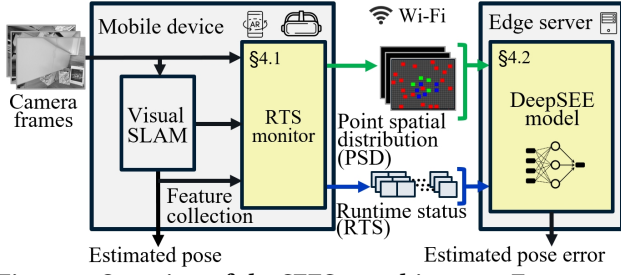 Mobile device
AR
Wi-Fi
Edge server
§4.1
§4.2
Camera
frames
Visual
SLAM
RTS
monitor
Point spatial
distribution
(PSD)
DeepSEE
model
Feature
collection
Runtime status
(RTS)
Estimated pose
Estimated pose error